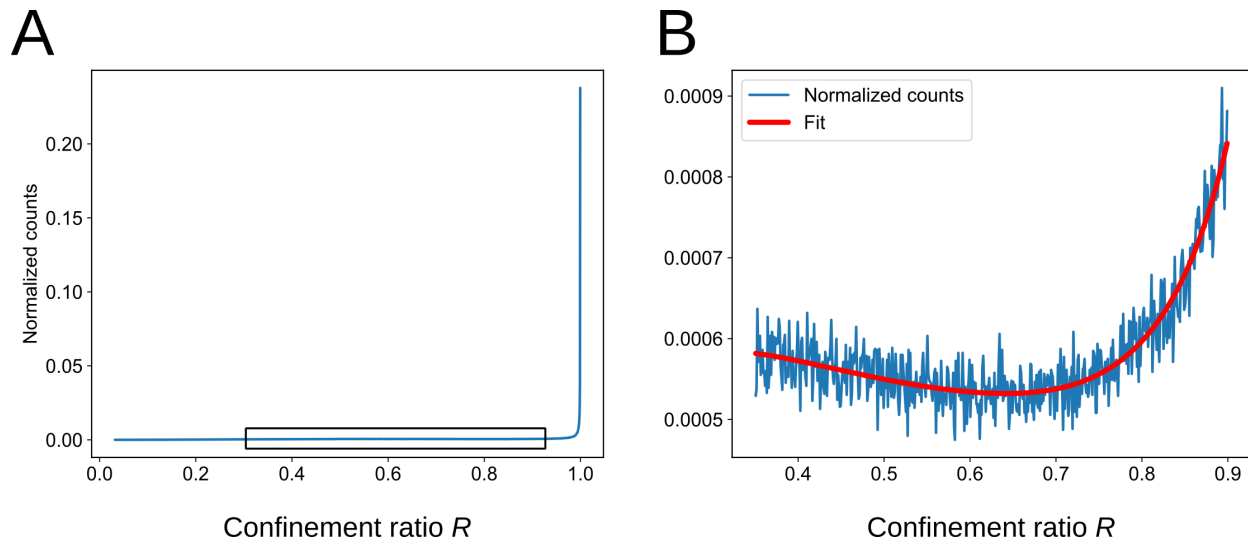 A
B
Normalized counts
0.20
0.15
0.10
0.05
0.00
0.0 0.2 0.4 0.6 0.8 1.0
Confinement ratio R
Normalized counts
Fit
0.0009
0.0008
0.0007
0.0006
0.0005
0.4 0.5 0.6 0.7 0.8 0.9
Confinement ratio R